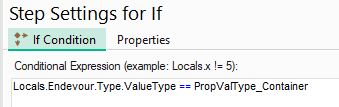 Step Settings for If
If Condition Properties
Conditional Expression (example: Locals.x != 5):
Locals.Endevour.Type.ValueType == PropValType_Container